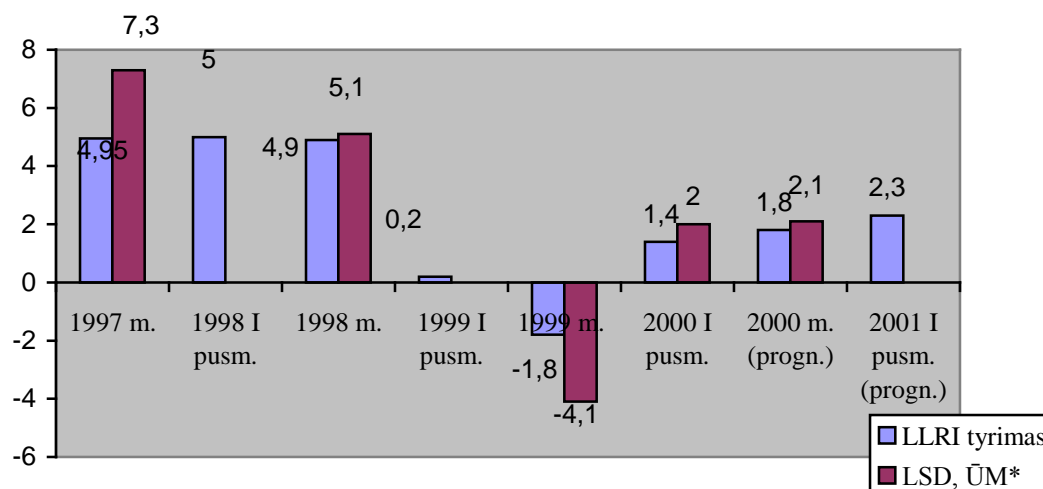 7,3
8
5
5,1
6
4,95
4,9
4
0,2
1,4
2
1,8
2,1
2,3
2
0
1997 m.
1998 I
pusm.
1998 m.
1999 I
pusm.
1999 m.
2000 I
pusm.
2000 m.
(progn.)
2001 I
pusm.
(progn.)
-2
-1,8
-4
-4,1
-6
LLRI tyrimas
LSD, ŪM*